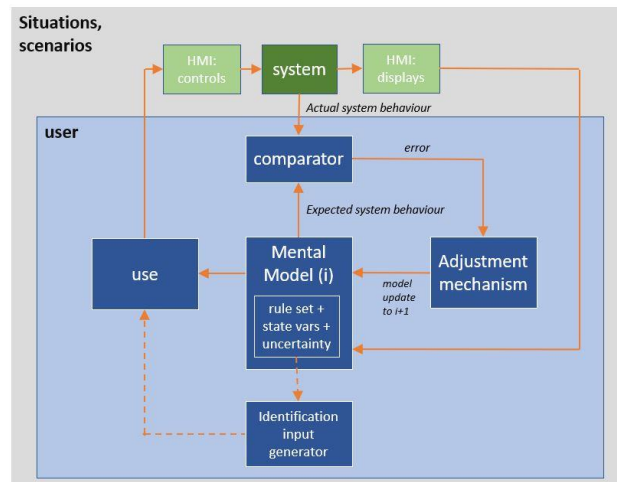 Situations,
scenarios
HMI:
controls
system
HMI:
displays
Actual system behaviour
user
comparator
error
Expected system behaviour
use
Mental
Model (i)
rule set +
state vars +
uncertainty
model
update
to i+1
Adjustment
mechanism
Identification
input
generator